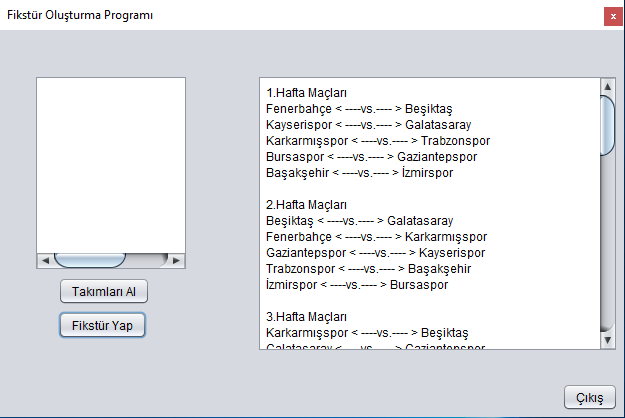 Fikstür Oluşturma Programı
x
1.Hafta Maçları
Fenerbahçe < ----vs.---- > Beşiktaş
Kayserispor < ----vs.---- > Galatasaray
Karkarmışspor < ----vs.---- > Trabzonspor
Bursaspor < ----vs.---- > Gaziantepspor
Başakşehir < ----vs.---- > İzmirspor
2.Hafta Maçları
Beşiktaş < ----vs.---- > Galatasaray
Fenerbahçe < ----vs.---- > Karkarmışspor
Gaziantepspor < ----vs.---- > Kayserispor
Trabzonspor < ----vs.---- > Başakşehir
İzmirspor < ----vs.---- > Bursaspor
3.Hafta Maçları
Karkarmışspor < ----vs.---- > Beşiktaş
Galatasaray < ----vs.---- > Gaziantepspor
Takımları Al
Fikstür Yap
Çıkış